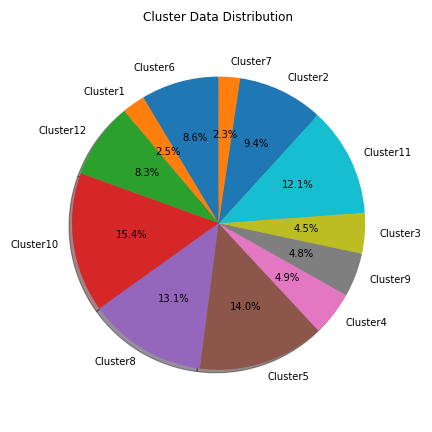 Cluster Data Distribution
Cluster6
8.6%
Cluster1
2.5%
Cluster12
8.3%
Cluster10
15.4%
Cluster8
13.1%
Cluster5
14.0%
Cluster4
4.9%
Cluster9
4.8%
Cluster3
4.5%
Cluster11
12.1%
Cluster2
9.4%
Cluster7
2.3%